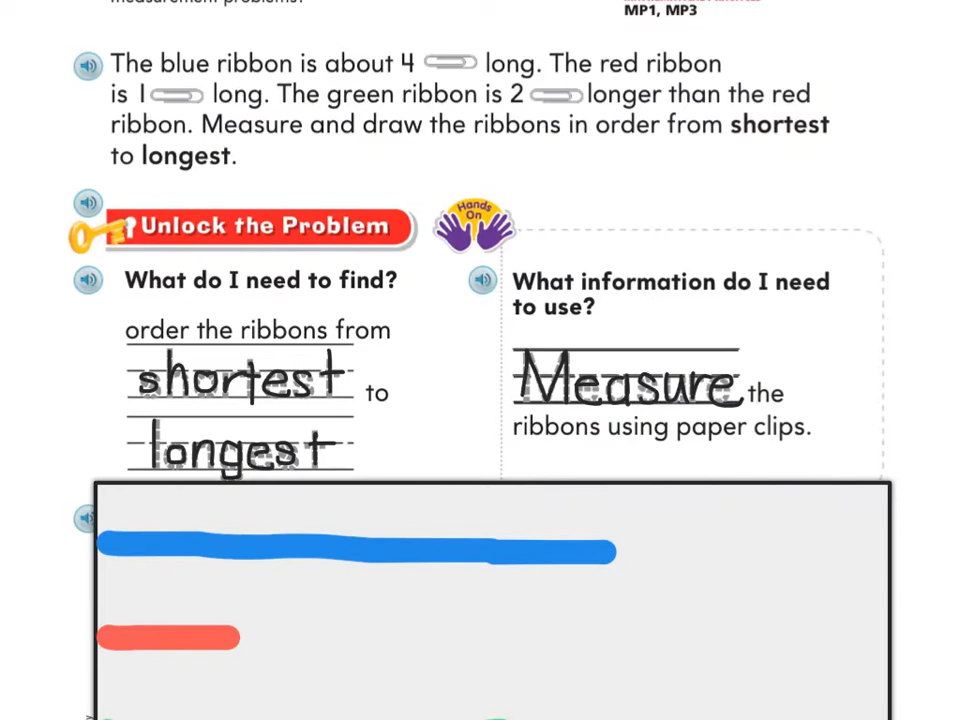 measurement problems?
MP1, MP3
The blue ribbon is about 4 long. The red ribbon
is 1 long. The green ribbon is 2 longer than the red
ribbon. Measure and draw the ribbons in order from shortest
to longest.
Unlock the Problem
Hands
On
What do I need to find?
order the ribbons from
shortest to
longest
What information do I need
to use?
Measure the
ribbons using paper clips.